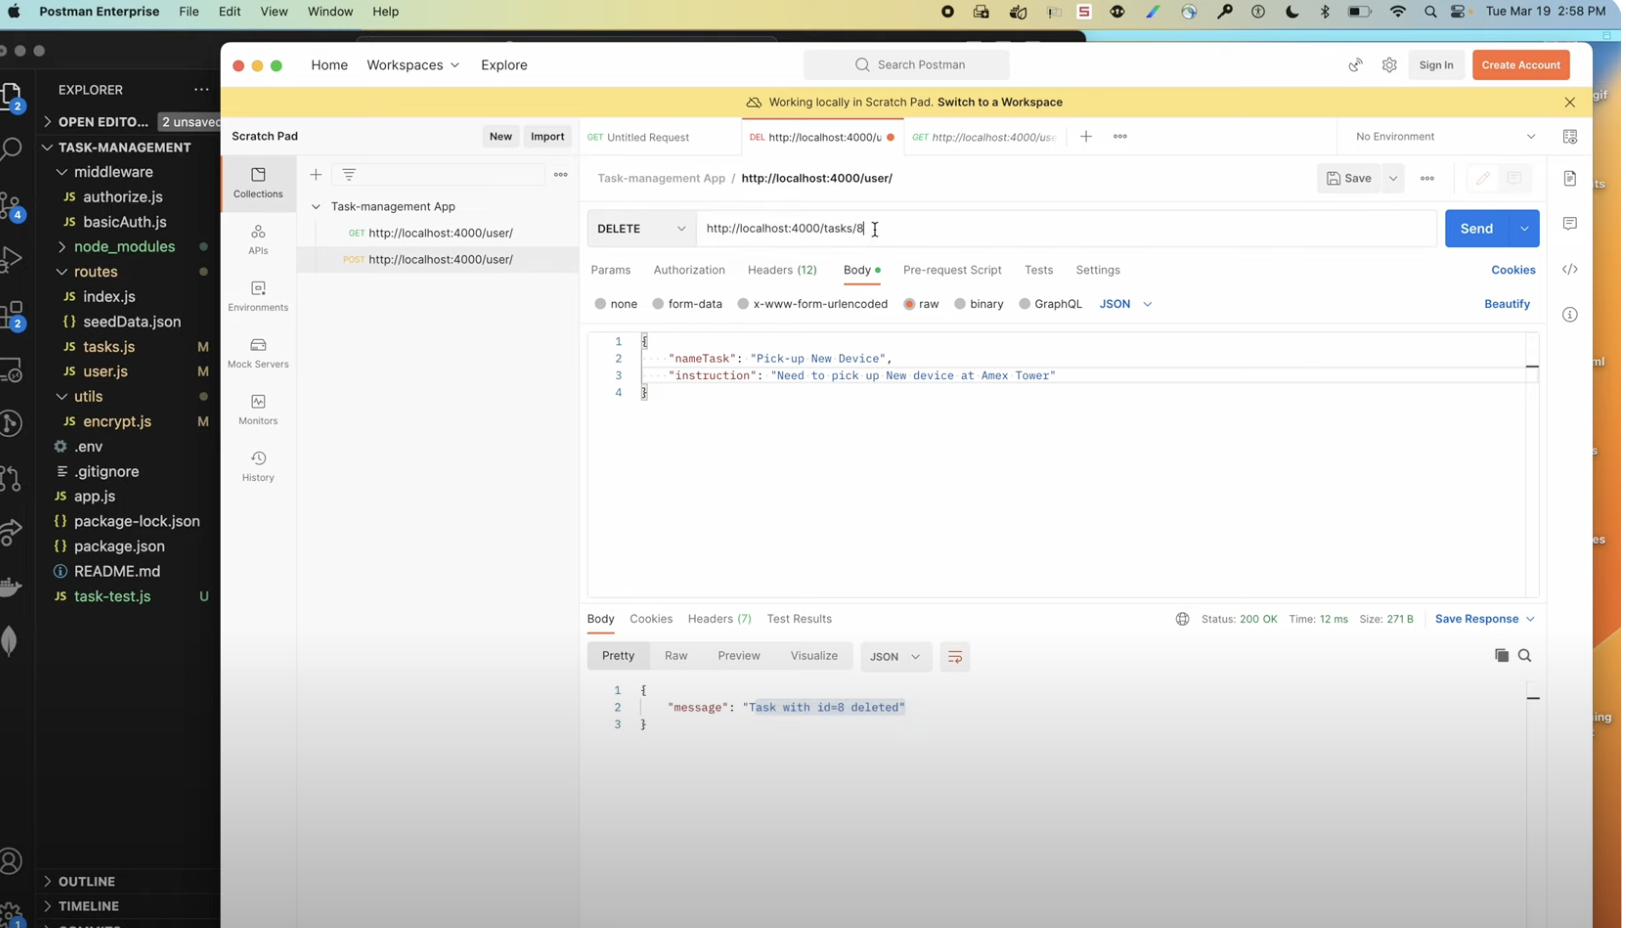 Postman Enterprise File Edit View Window Help
S
Tue Mar 19 2:58 PM
EXPLORER ...
OPEN EDITO... 2 unsaved
TASK-MANAGEMENT
middleware
JS authorize.js
JS basicAuth.js
node_modules
routes
JS index.js
{} seedData.json
JS tasks.js M
JS user.js M
utils
JS encrypt.js M
.env
.gitignore
JS app.js
{} package-lock.json
{} package.json
README.md
JS task-test.js U
OUTLINE
TIMELINE
2
4
2
1
Home Workspaces Explore
Search Postman
Sign In Create Account
Working locally in Scratch Pad. Switch to a Workspace
Scratch Pad New Import
Collections
APIs
Environments
Mock Servers
Monitors
History
Task-management App
GET http://localhost:4000/user/
POST http://localhost:4000/user/
GET Untitled Request
DEL http://localhost:4000/u
GET http://localhost:4000/use
No Environment
Task-management App / http://localhost:4000/user/
Save
DELETE http://localhost:4000/tasks/8
Send
Params Authorization Headers (12) Body Pre-request Script Tests Settings Cookies
none form-data x-www-form-urlencoded raw binary GraphQL JSON Beautify
1 {
2 "nameTask": "Pick-up New Device",
3 "instruction": "Need to pick up New device at Amex Tower"
4 }
Body Cookies Headers (7) Test Results Status: 200 OK Time: 12 ms Size: 271 B Save Response
Pretty Raw Preview Visualize JSON
1 {
2 "message": "Task with id=8 deleted"
3 }